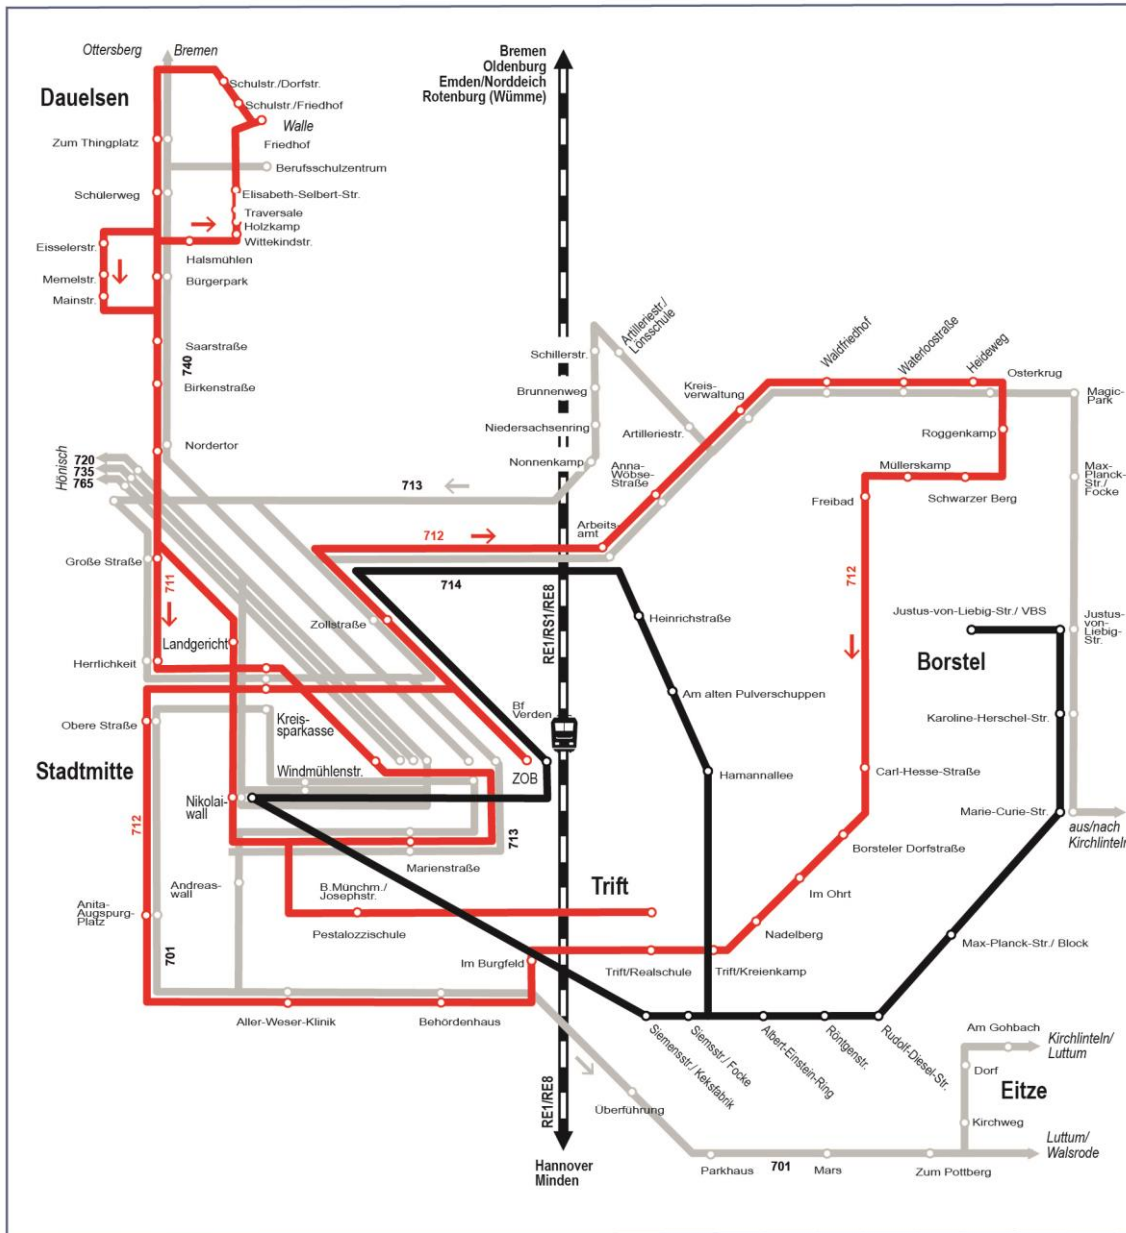 Ottersberg
Bremen
Bremen
Oldenburg
Emden/Norddeich
Rotenburg (Wümme)
Dauelsen
Schulstr./Dorfstr.
Schulstr./Friedhof
Walle
Friedhof
Zum Thingplatz
Berufsschulzentrum
Schülerweg
Elisabeth-Selbert-Str.
Traversale
Holzkamp
Wittekindstr.
Eisselerstr.
Halsmühlen
Memelstr.
Bürgerpark
Mainstr.
Saarstraße
740
Birkenstraße
Nordertor
Hönisch
720
735
765
713
Schillerstr.
Artilleriestr./
Lönsschule
Brunnenweg
Niedersachsenring
Artilleriestr.
Nonnenkamp
Kreis-
verwaltung
Anna-
Wöbse-
Straße
Arbeits-
amt
Waldfriedhof
Waterloostraße
Heideweg
Osterkrug
Magic-
Park
Roggenkamp
Müllerskamp
Schwarzer Berg
Freibad
Max-
Planck-
Str./
Focke
712
714
712
Große Straße
711
Landgericht
Herrlichkeit
Zollstraße
RE1/RS1/RE8
Heinrichstraße
Justus-von-Liebig-Str./ VBS
Justus-
von-
Liebig-
Str.
Borstel
Am alten Pulverschuppen
Karoline-Herschel-Str.
Obere Straße
Kreis-
sparkasse
Bf
Verden
Stadtmitte
Windmühlenstr.
ZOB
Hamannallee
Carl-Hesse-Straße
Nikolai-
wall
Marie-Curie-Str.
aus/nach
Kirchlinteln
712
713
Marienstraße
Borsteler Dorfstraße
Andreas-
wall
B.Münchm./
Josephstr.
Trift
Im Ohrt
Anita-
Augspurg-
Platz
Pestalozzischule
Nadelberg
701
Im Burgfeld
Trift/Realschule
Trift/Kreienkamp
Max-Planck-Str./ Block
Aller-Weser-Klinik
Behördenhaus
Siemensstr./ Keksfabrik
Siemsstr./ Focke
Albert-Einstein-Ring
Röntgenstr.
Rudolf-Diesel-Str.
Am Gohbach
Kirchlinteln/
Luttum
Dorf
Eitze
RE1/RE8
Überführung
Kirchweg
Luttum/
Walsrode
Hannover
Minden
Parkhaus
701
Mars
Zum Pottberg